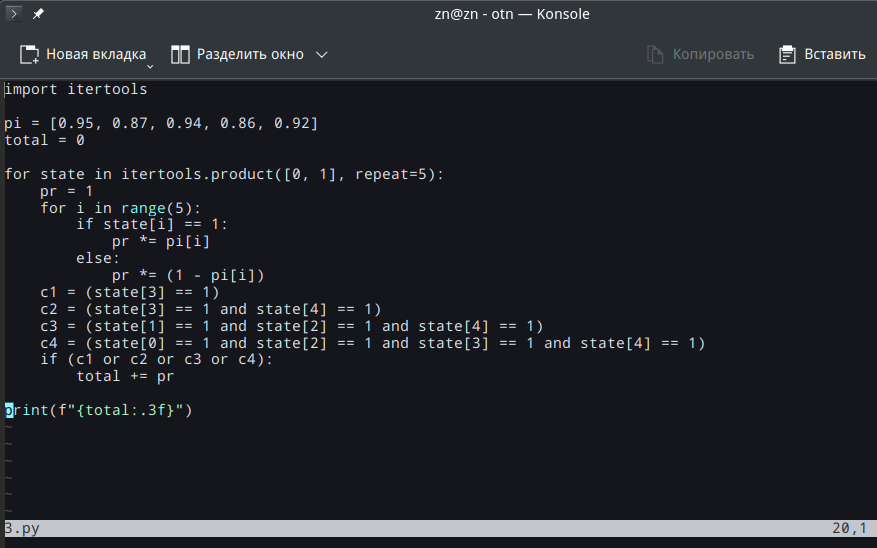 zn@zn - otn — Konsole
Новая вкладка Разделить окно Копировать Вставить
import itertools
pi = [0.95, 0.87, 0.94, 0.86, 0.92]
total = 0
for state in itertools.product([0, 1], repeat=5):
    pr = 1
    for i in range(5):
        if state[i] == 1:
            pr *= pi[i]
        else:
            pr *= (1 - pi[i])
    c1 = (state[3] == 1)
    c2 = (state[3] == 1 and state[4] == 1)
    c3 = (state[1] == 1 and state[2] == 1 and state[4] == 1)
    c4 = (state[0] == 1 and state[2] == 1 and state[3] == 1 and state[4] == 1)
    if (c1 or c2 or c3 or c4):
        total += pr
print(f"{total:.3f}")
~
~
~
~
~
~
3.py 20,1